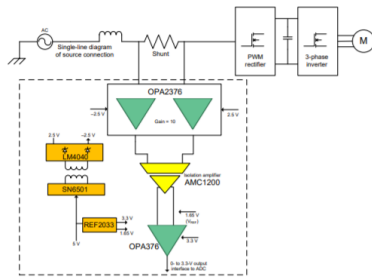 AC
Single-line diagram
of source connection
Shunt
PWM
rectifier
3-phase
inverter
M
OPA2376
-2.5 V
2.5 V
Gain = 10
2.5 V
-2.5 V
LM4040
Isolation amplifier
AMC1200
SN6501
REF2033
3.3 V
1.65 V
5 V
1.65 V
OPA376
3.3 V
0- to 3.3-V output
interface to ADC